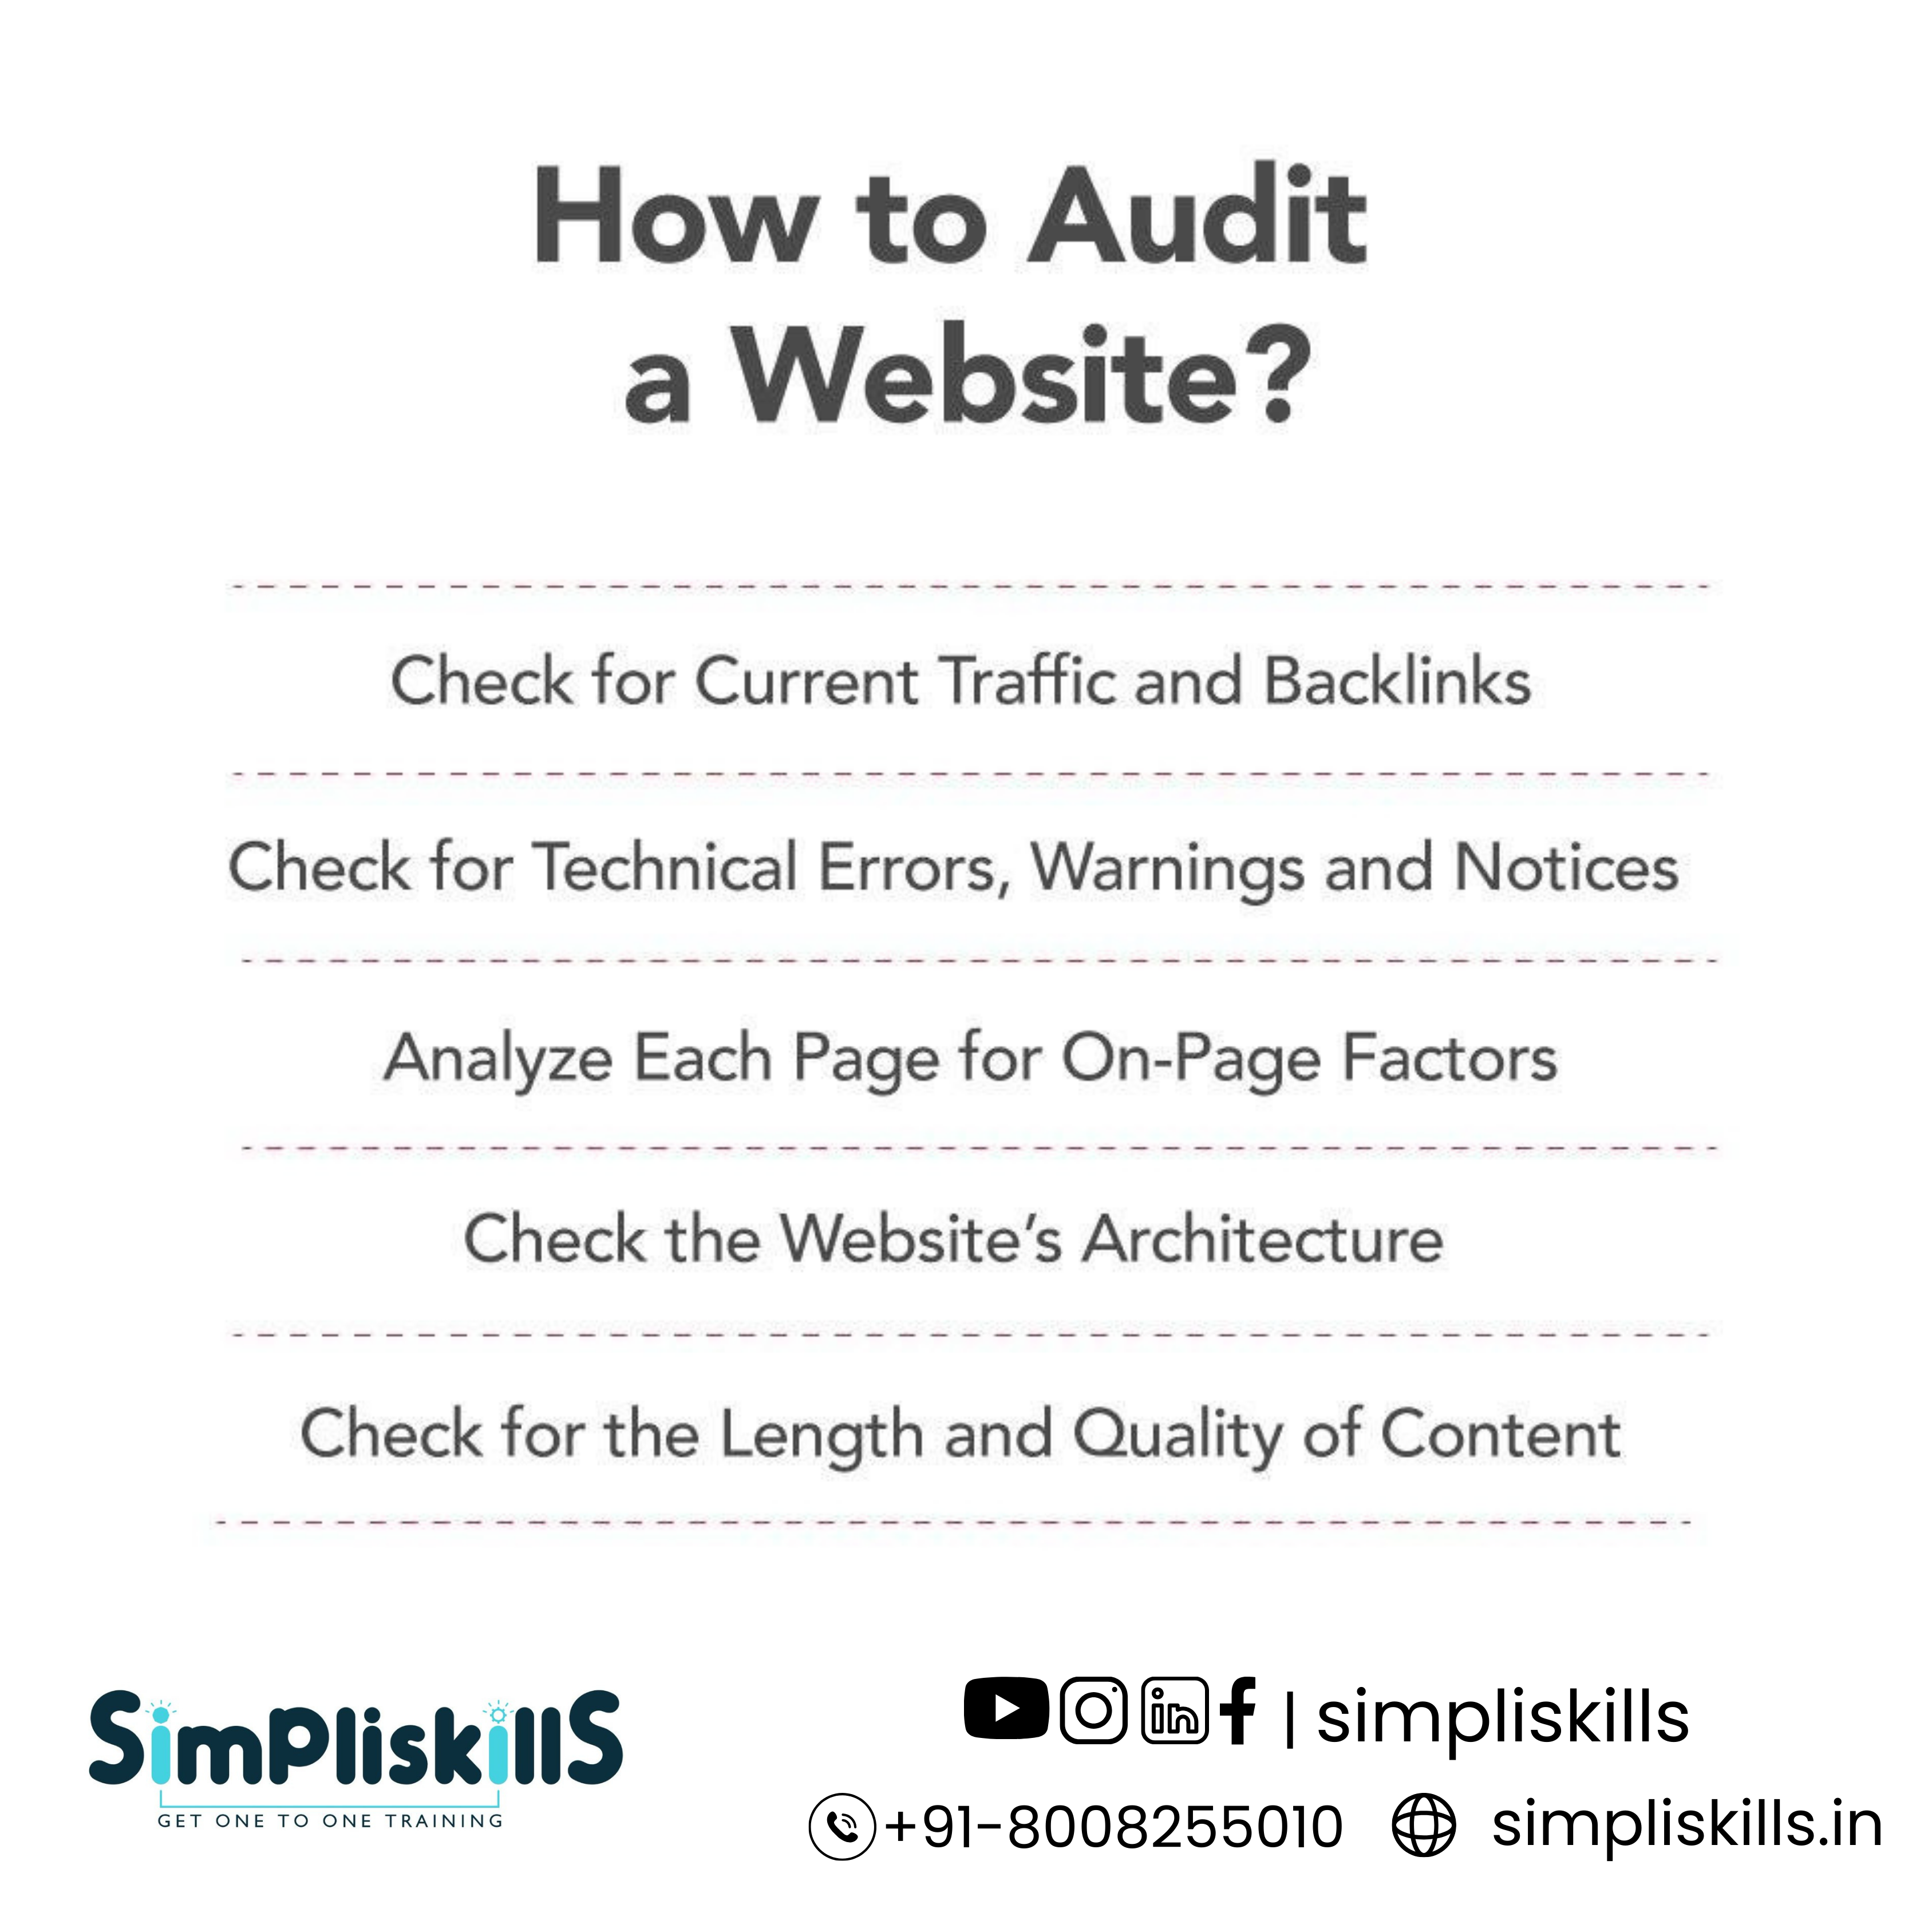 How to Audit
a Website?
Check for Current Traffic and Backlinks
Check for Technical Errors, Warnings and Notices
Analyze Each Page for On-Page Factors
Check the Website’s Architecture
Check for the Length and Quality of Content
SimPliskillS
GET ONE TO ONE TRAINING
in f | simpliskills
+91-8008255010 simpliskills.in